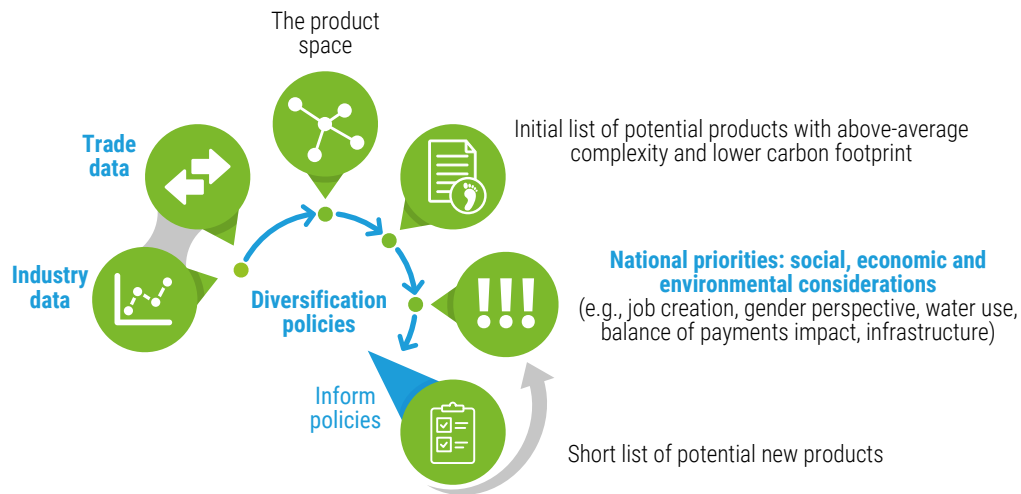 The product
space
Trade
data
Initial list of potential products with above-average
complexity and lower carbon footprint
Industry
data
Diversification
policies
National priorities: social, economic and
environmental considerations
(e.g., job creation, gender perspective, water use,
balance of payments impact, infrastructure)
!!!
Inform
policies
Short list of potential new products